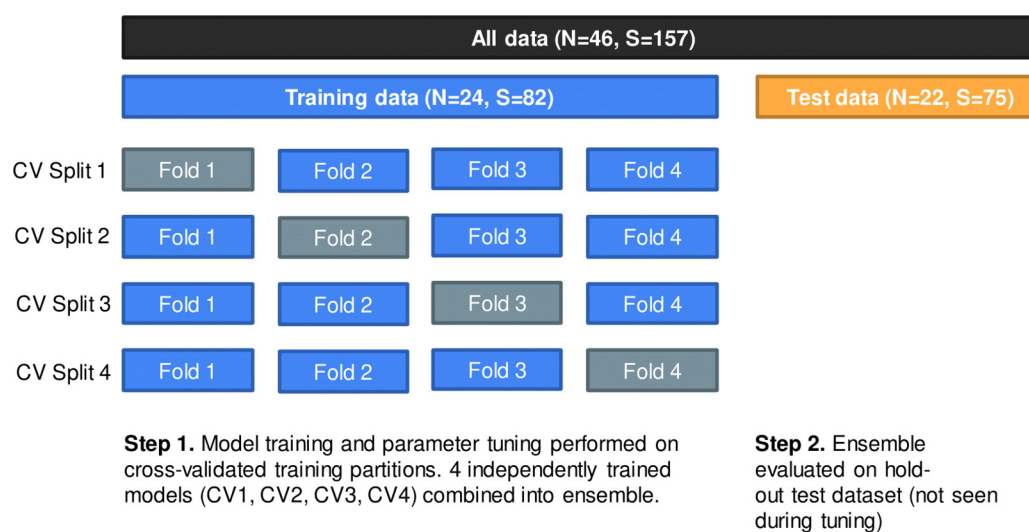 All data (N=46, S=157)
Training data (N=24, S=82)
Test data (N=22, S=75)
CV Split 1
Fold 1
Fold 2
Fold 3
Fold 4
CV Split 2
Fold 1
Fold 2
Fold 3
Fold 4
CV Split 3
Fold 1
Fold 2
Fold 3
Fold 4
CV Split 4
Fold 1
Fold 2
Fold 3
Fold 4
Step 1. Model training and parameter tuning performed on
cross-validated training partitions. 4 independently trained
models (CV1, CV2, CV3, CV4) combined into ensemble.
Step 2. Ensemble
evaluated on hold-
out test dataset (not seen
during tuning)